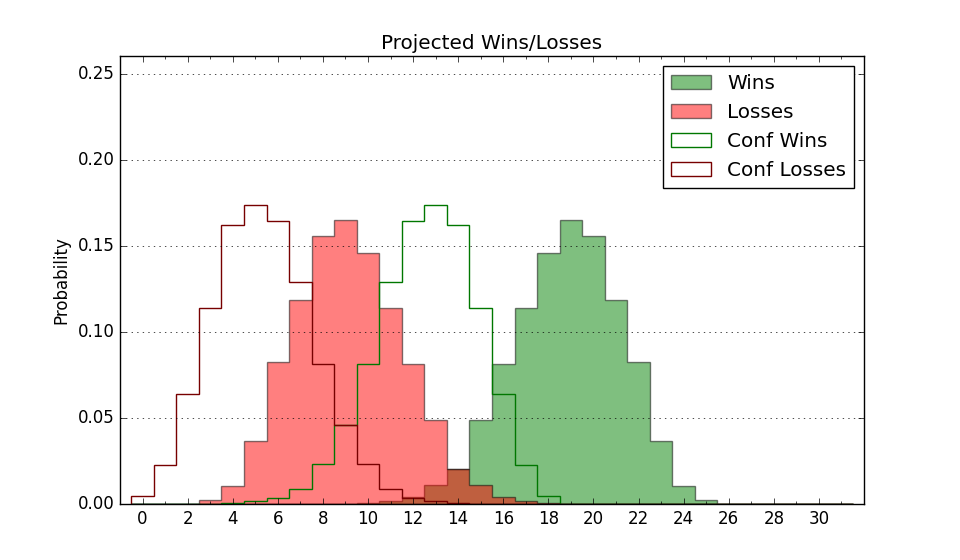 Projected Wins/Losses
0.25
0.20
0.15
0.10
0.05
0.00
Probability
Wins
Losses
Conf Wins
Conf Losses
0 2 4 6 8 10 12 14 16 18 20 22 24 26 28 30